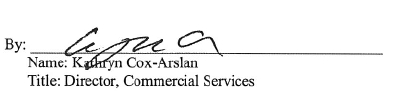 By:
Name: Kathryn Cox-Arslan
Title: Director, Commercial Services